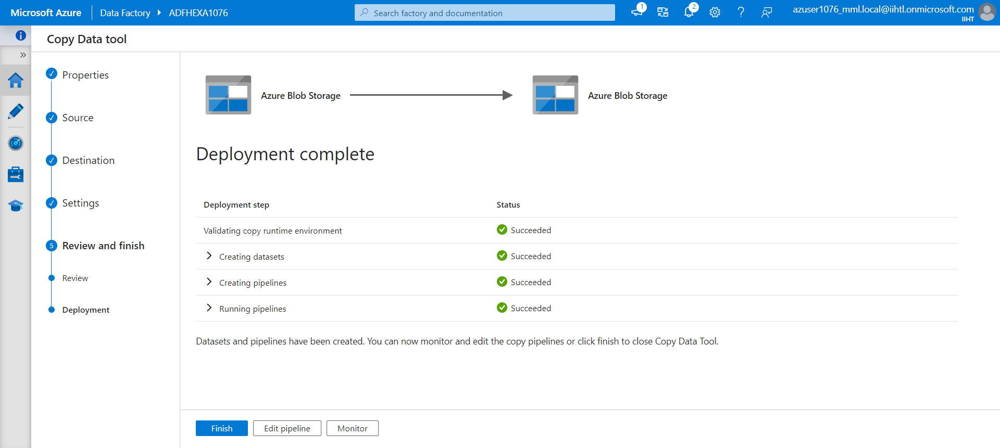 Microsoft Azure
Data Factory
ADFHEXA1076
Search factory and documentation
1
2
azuser1076_mml.local@iihtl.onmicrosoft.com
IIHT
Copy Data tool
Properties
Source
Destination
Settings
5
Review and finish
Review
Deployment
Azure Blob Storage
Azure Blob Storage
Deployment complete
Deployment step Status
Validating copy runtime environment Succeeded
Creating datasets Succeeded
Creating pipelines Succeeded
Running pipelines Succeeded
Datasets and pipelines have been created. You can now monitor and edit the copy pipelines or click finish to close Copy Data Tool.
Finish
Edit pipeline
Monitor